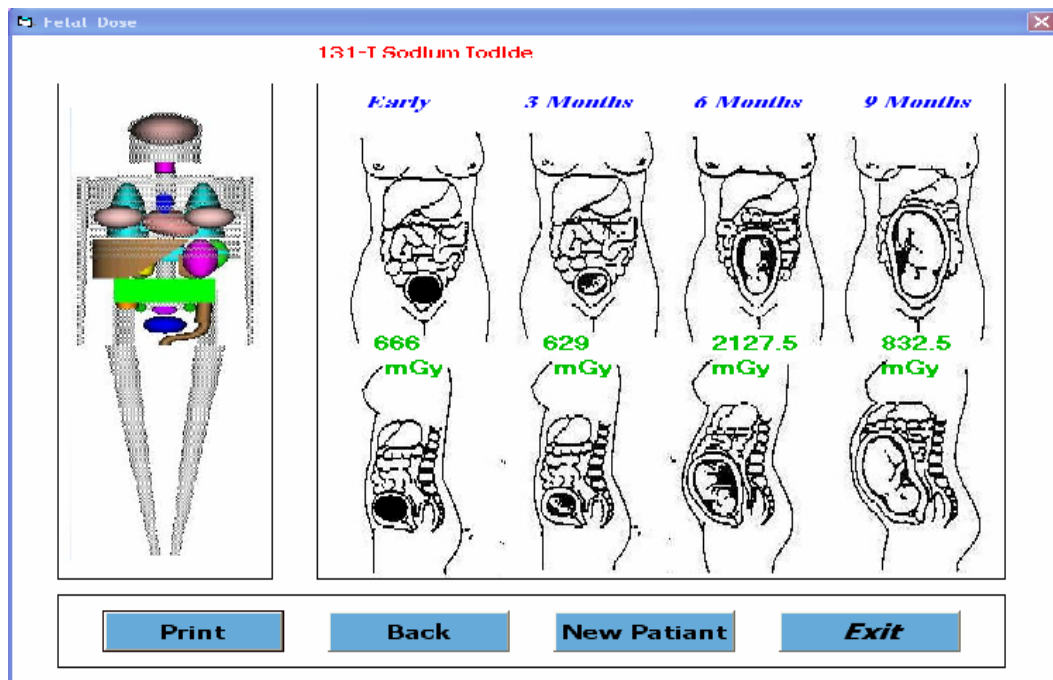 Fetal Dose
131-I Sodium Iodide
Early 3 Months 6 Months 9 Months
666 629 2127.5 832.5
mGy mGy mGy mGy
Print Back New Patiant Exit